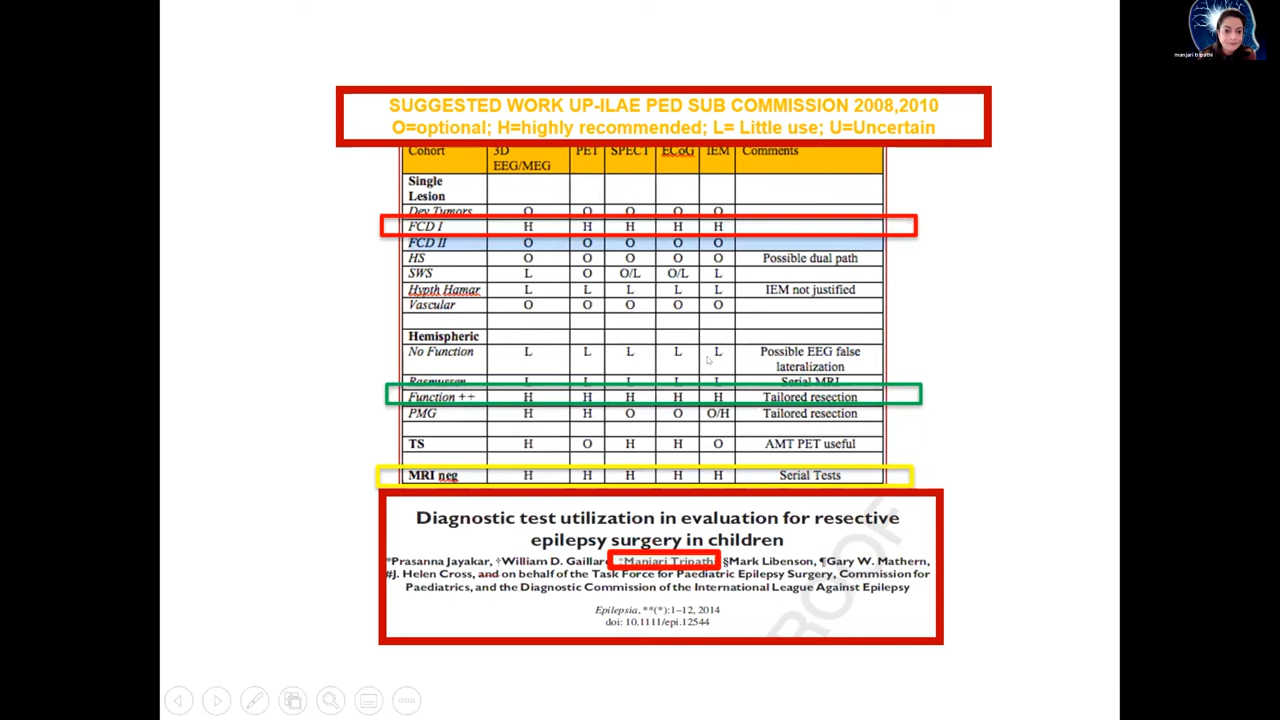 manjari tripathi
SUGGESTED WORK UP-ILAE PED SUB COMMISSION 2008,2010
O=optional; H=highly recommended; L= Little use; U=Uncertain
Cohort 3D EEG/MEG PET SPECT ECoG IEM Comments
Single Lesion
Dev Tumors O O O O O
FCD I H H H H H
FCD II O O O O O
HS O O O O O Possible dual path
SWS L O O/L O/L L
Hypth Hamar L L L L L IEM not justified
Vascular O O O O O
Hemispheric
No Function L L L L L Possible EEG false lateralization
Rasmussen L L L L L Serial MRI
Function ++ H H H H H Tailored resection
PMG H H O O O/H Tailored resection
TS H O H H O AMT PET useful
MRI neg H H H H H Serial Tests
Diagnostic test utilization in evaluation for resective
epilepsy surgery in children
*Prasanna Jayakar, †William D. Gaillard, *Manjari Tripathi, §Mark Libenson, ¶Gary W. Mathern,
#J. Helen Cross, and on behalf of the Task Force for Paediatric Epilepsy Surgery, Commission for
Paediatrics, and the Diagnostic Commission of the International League Against Epilepsy
Epilepsia, **(*):1–12, 2014
doi: 10.1111/epi.12544